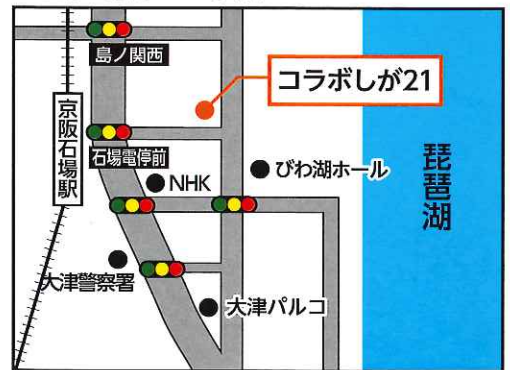 島ノ関西
コラボしが21
京阪石場駅
石場電停前
びわ湖ホール
琵琶湖
NHK
大津警察署
大津パルコ